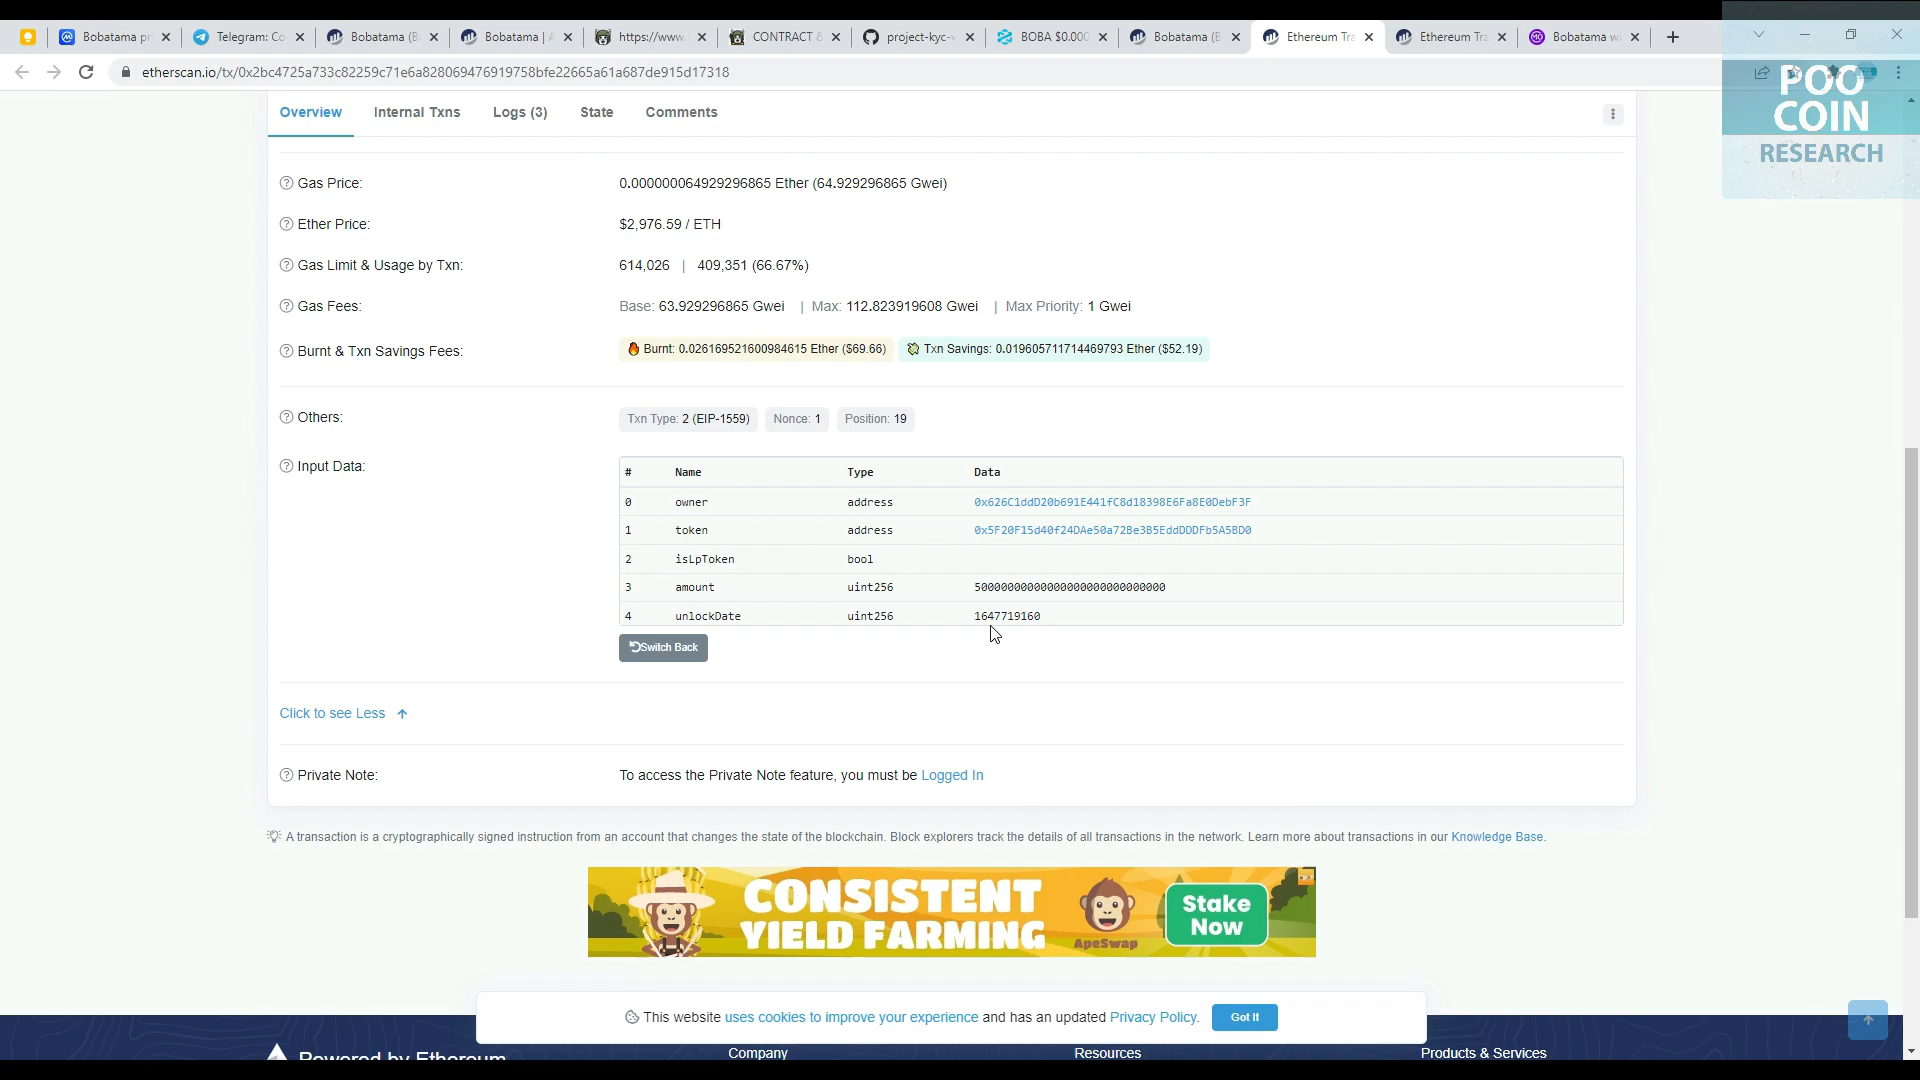 Bobatama pr
Telegram: Co
Bobatama (B
Bobatama | A
https://www.
CONTRACT &
project-kyc-v
BOBA $0.000
Bobatama (B
Ethereum Tra
Ethereum Tra
Bobatama w
etherscan.io/tx/0x2bc4725a733c82259c71e6a828069476919758bfe22665a61a687de915d17318
POO
COIN
RESEARCH
Overview
Internal Txns
Logs (3)
State
Comments
Gas Price:
0.000000064929296865 Ether (64.929296865 Gwei)
Ether Price:
$2,976.59 / ETH
Gas Limit & Usage by Txn:
614,026 | 409,351 (66.67%)
Gas Fees:
Base: 63.929296865 Gwei | Max: 112.823919608 Gwei | Max Priority: 1 Gwei
Burnt & Txn Savings Fees:
Burnt: 0.026169521600984615 Ether ($69.66)
Txn Savings: 0.019605711714469793 Ether ($52.19)
Others:
Txn Type: 2 (EIP-1559)
Nonce: 1
Position: 19
Input Data:
# Name Type Data
0 owner address 0x626C1ddD20b691E441fC8d18398E6Fa8E0DebF3F
1 token address 0x5F20F15d40f24DAe50a72Be3B5EddDDDFb5A5BD0
2 isLpToken bool
3 amount uint256 50000000000000000000000000000
4 unlockDate uint256 1647719160
Switch Back
Click to see Less
Private Note:
To access the Private Note feature, you must be Logged In
A transaction is a cryptographically signed instruction from an account that changes the state of the blockchain. Block explorers track the details of all transactions in the network. Learn more about transactions in our Knowledge Base.
CONSISTENT
YIELD FARMING
ApeSwap
Stake
Now
This website uses cookies to improve your experience and has an updated Privacy Policy.
Got It
Powered by Ethereum
Company
Resources
Products & Services